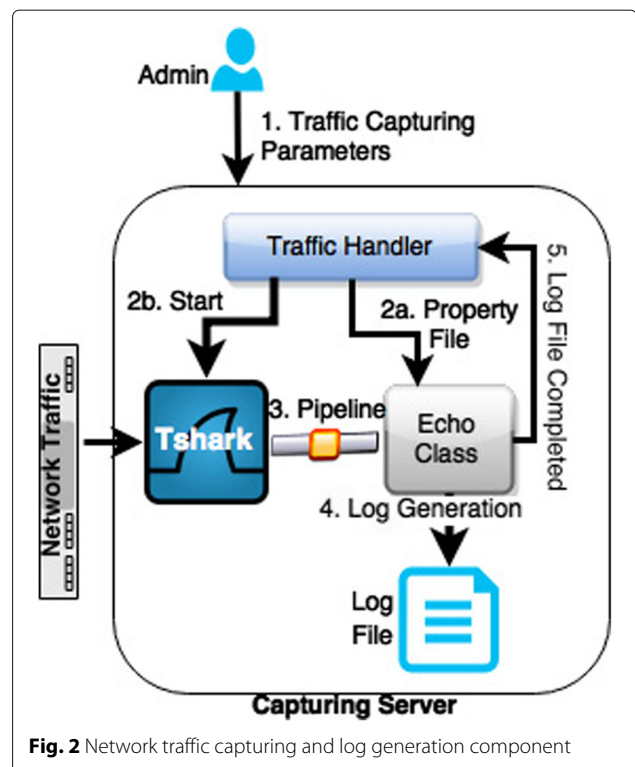 Admin
1. Traffic Capturing
Parameters
Traffic Handler
2b. Start
2a. Property
File
5. Log File Completed
Network Traffic
Tshark
3. Pipeline
Echo
Class
4. Log Generation
Log
File
Capturing Server
Fig. 2 Network traffic capturing and log generation component